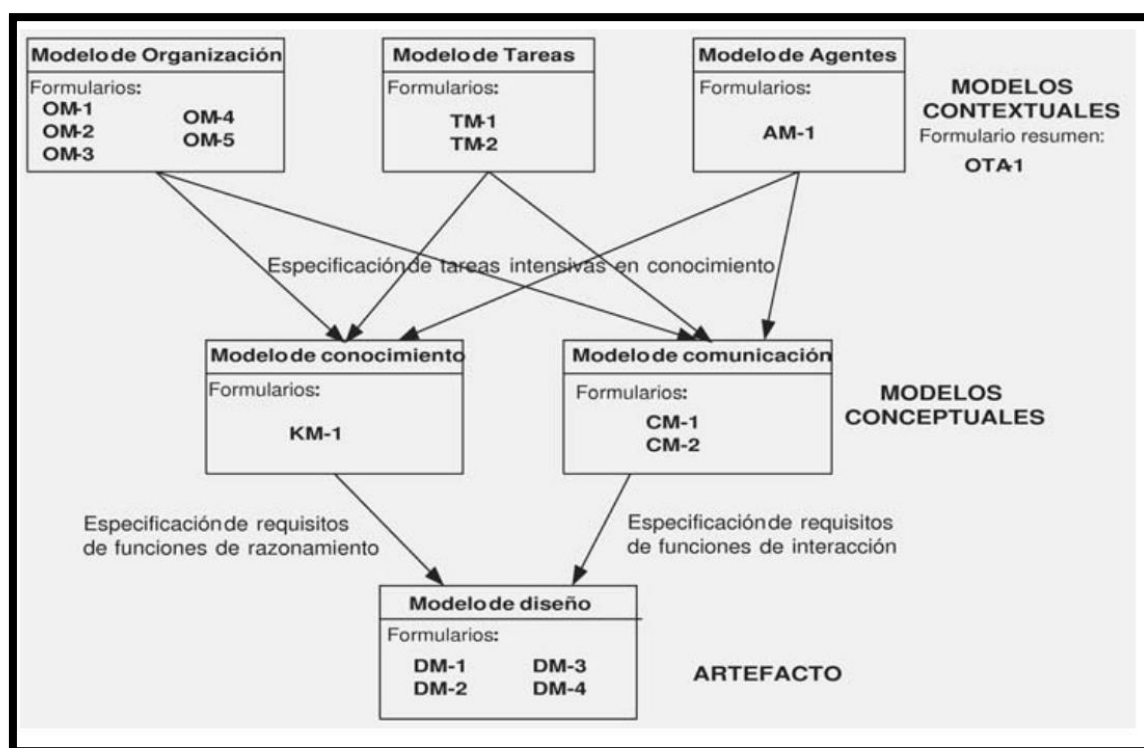 Modelo de Organización
Formularios:
OM-1
OM-2
OM-3
OM-4
OM-5
Modelo de Tareas
Formularios:
TM-1
TM-2
Modelo de Agentes
Formularios:
AM-1
MODELOS
CONTEXTUALES
Formulario resumen:
OTA-1
Especificación de tareas intensivas en conocimiento
Modelo de conocimiento
Formularios:
KM-1
Modelo de comunicación
Formularios:
CM-1
CM-2
MODELOS
CONCEPTUALES
Especificación de requisitos
de funciones de razonamiento
Especificación de requisitos
de funciones de interacción
Modelo de diseño
Formularios:
DM-1
DM-2
DM-3
DM-4
ARTEFACTO